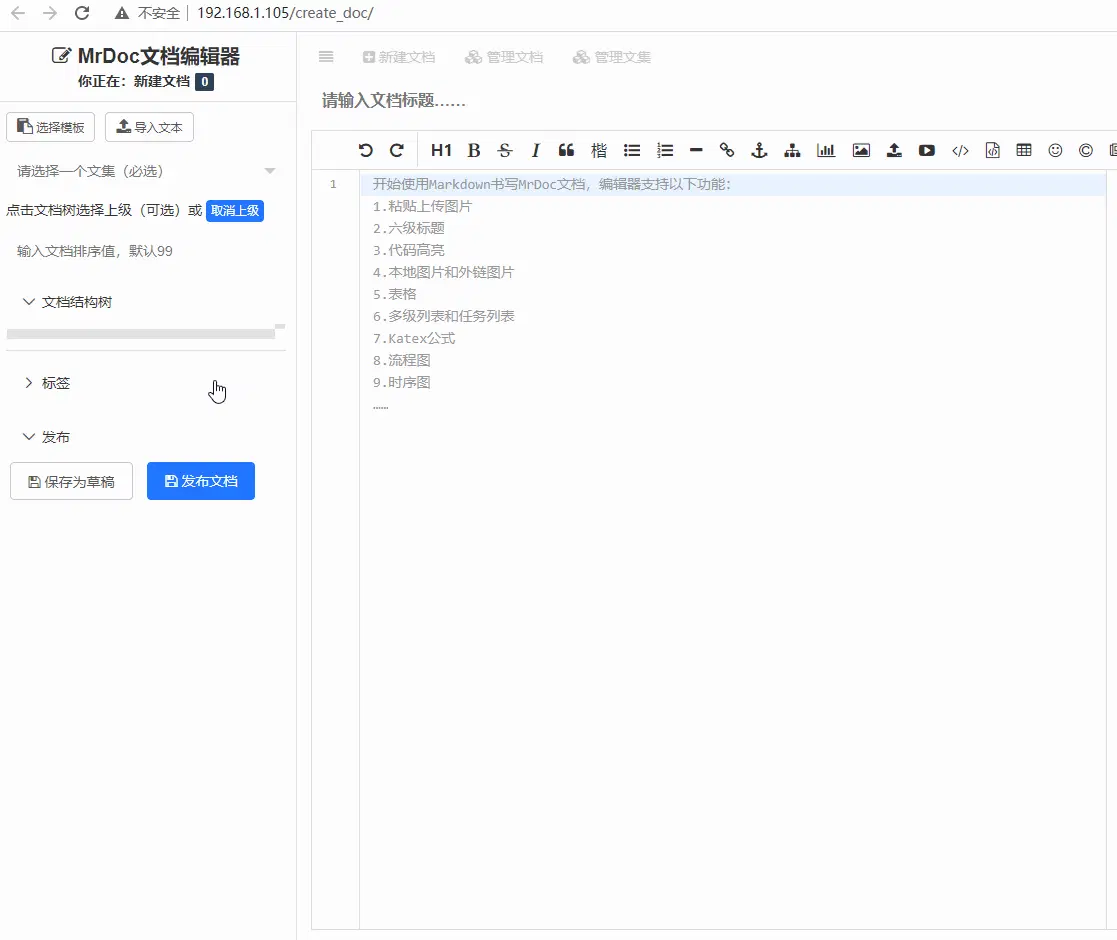 不安全 192.168.1.105/create_doc/
MrDoc文档编辑器
你正在：新建文档 0
选择模板 导入文本
请选择一个文集（必选）
点击文档树选择上级（可选）或 取消上级
输入文档排序值，默认99
文档结构树
标签
发布
保存为草稿 发布文档
新建文档 管理文档 管理文集
请输入文档标题......
H1 B S I 楷
1
开始使用Markdown书写MrDoc文档，编辑器支持以下功能：
1.粘贴上传图片
2.六级标题
3.代码高亮
4.本地图片和外链图片
5.表格
6.多级列表和任务列表
7.Katex公式
8.流程图
9.时序图
……